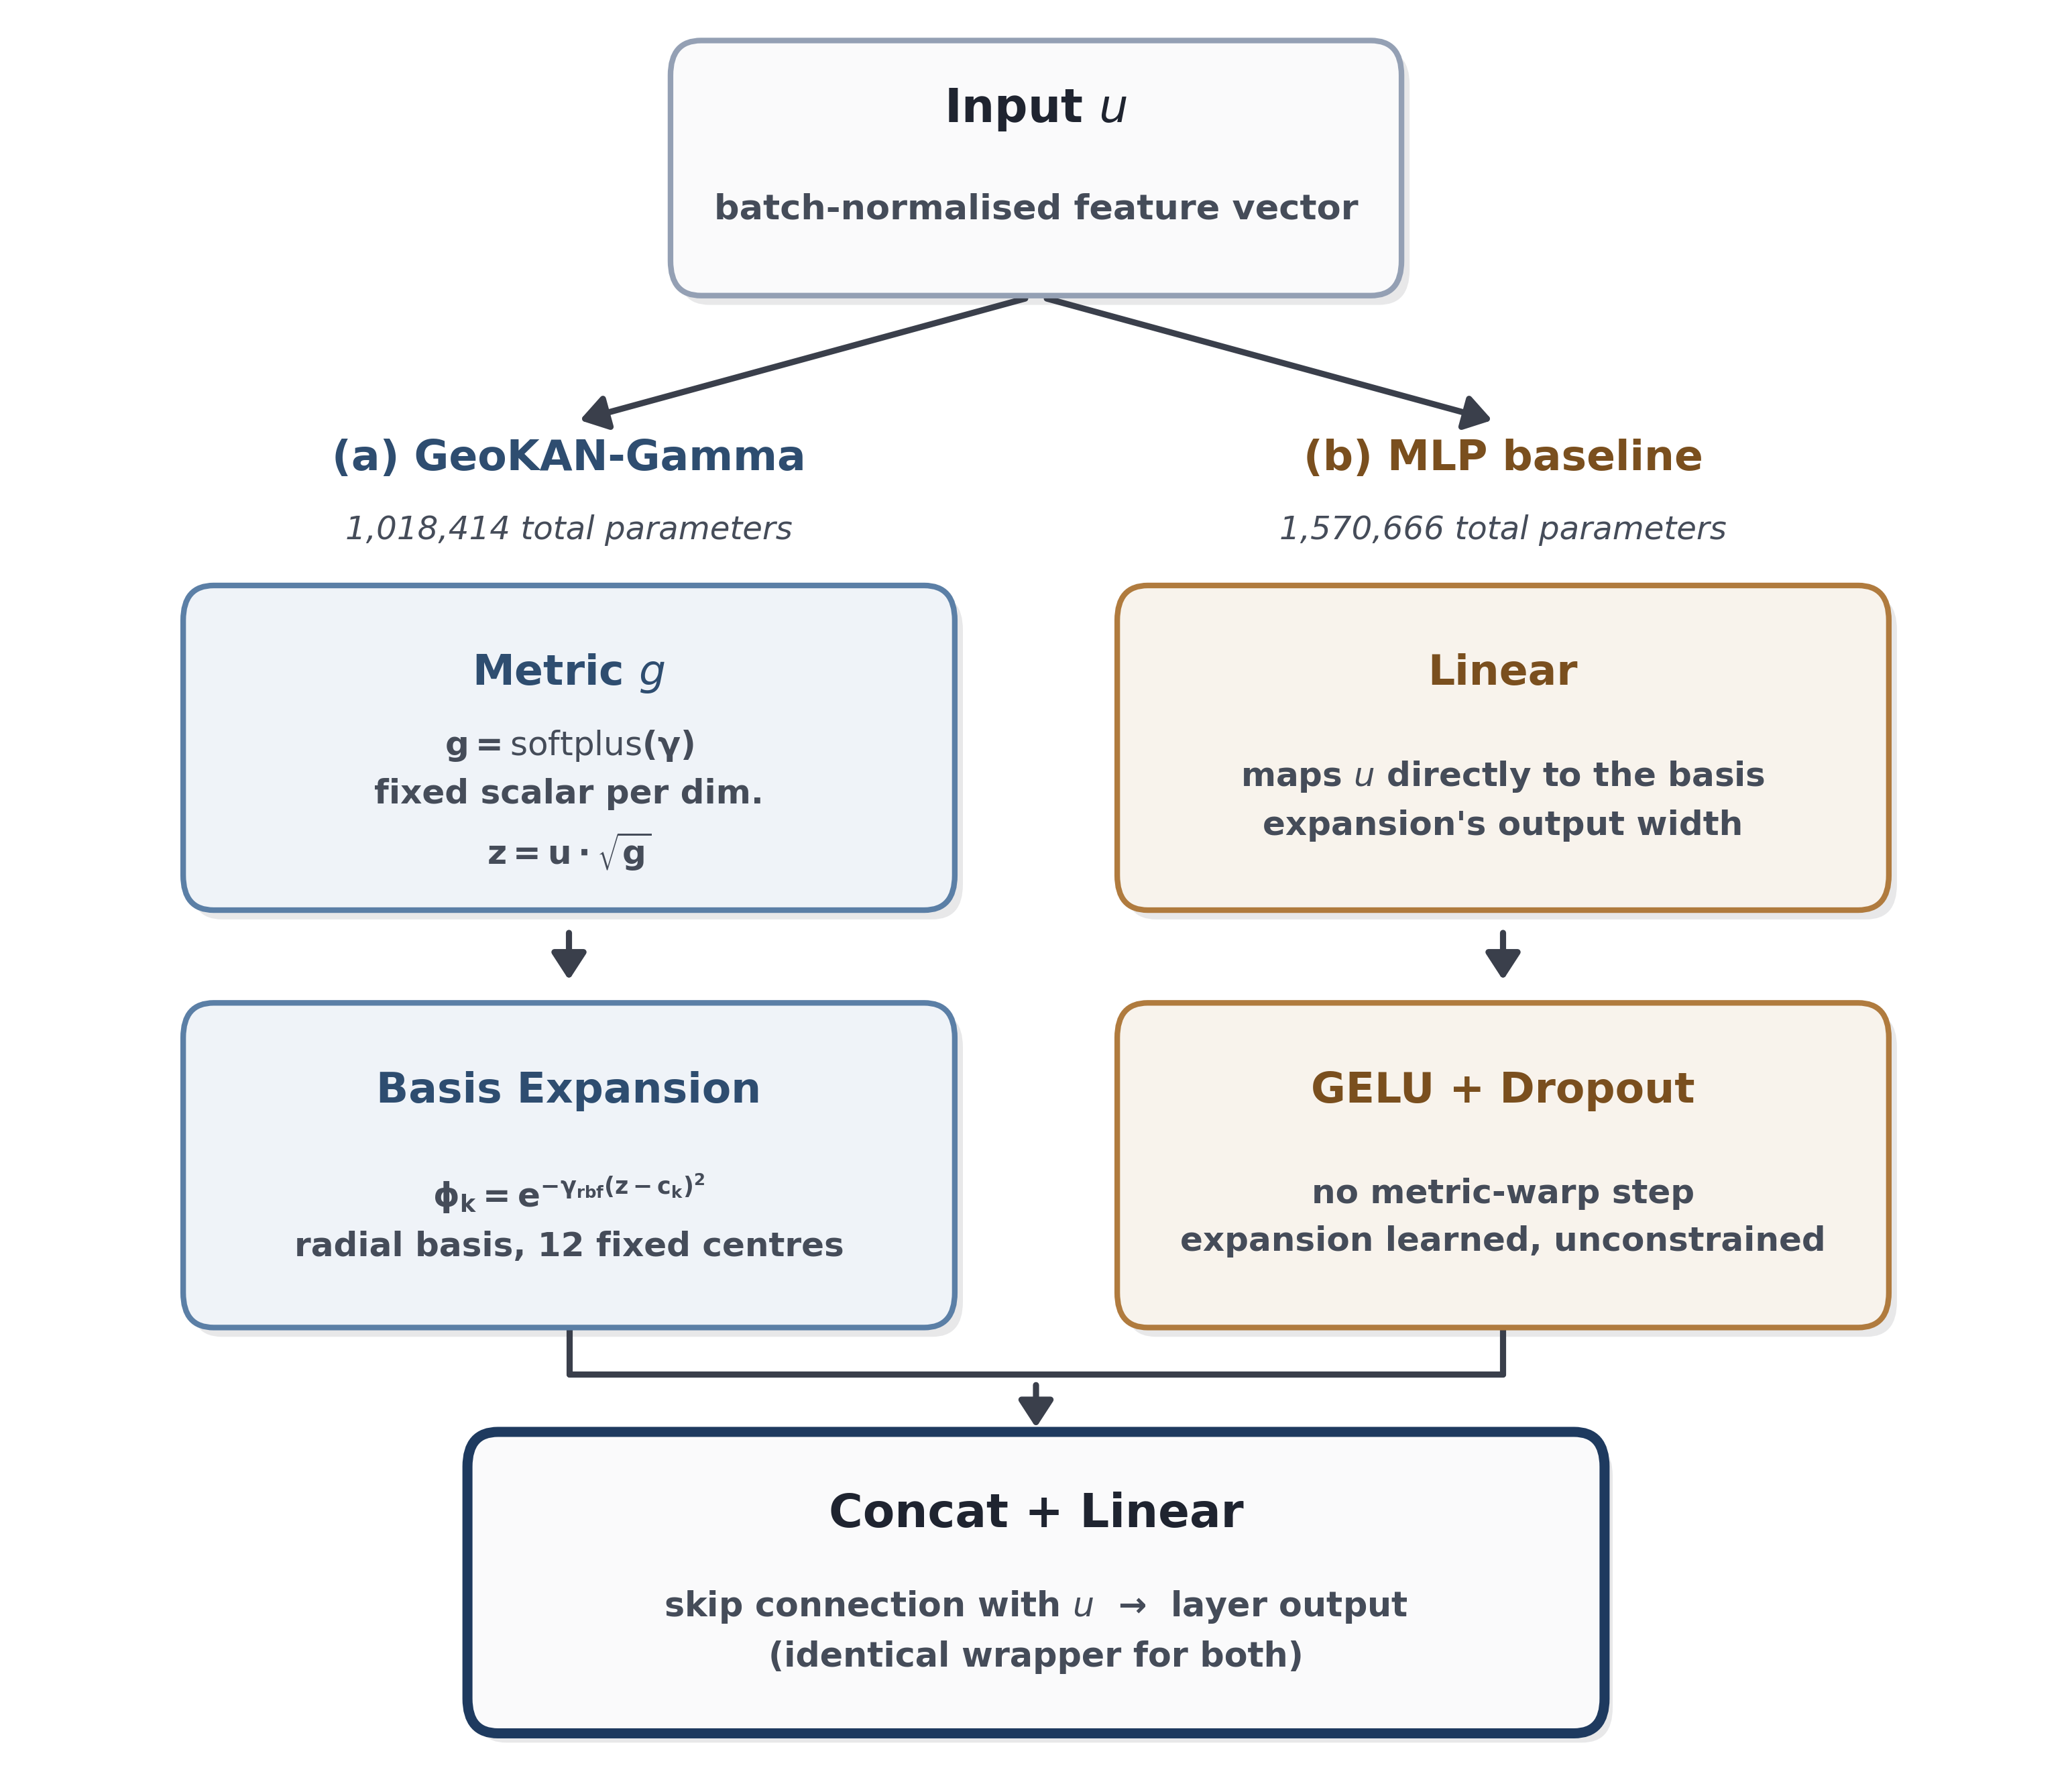 Input u
batch-normalised feature vector
(a) GeoKAN-Gamma
1,018,414 total parameters
Metric g
g = softplus(γ)
fixed scalar per dim.
z = u · √g
Basis Expansion
ϕₖ = e^{−γ_rbf(z − cₖ)²}
radial basis, 12 fixed centres
(b) MLP baseline
1,570,666 total parameters
Linear
maps u directly to the basis
expansion's output width
GELU + Dropout
no metric-warp step
expansion learned, unconstrained
Concat + Linear
skip connection with u → layer output
(identical wrapper for both)